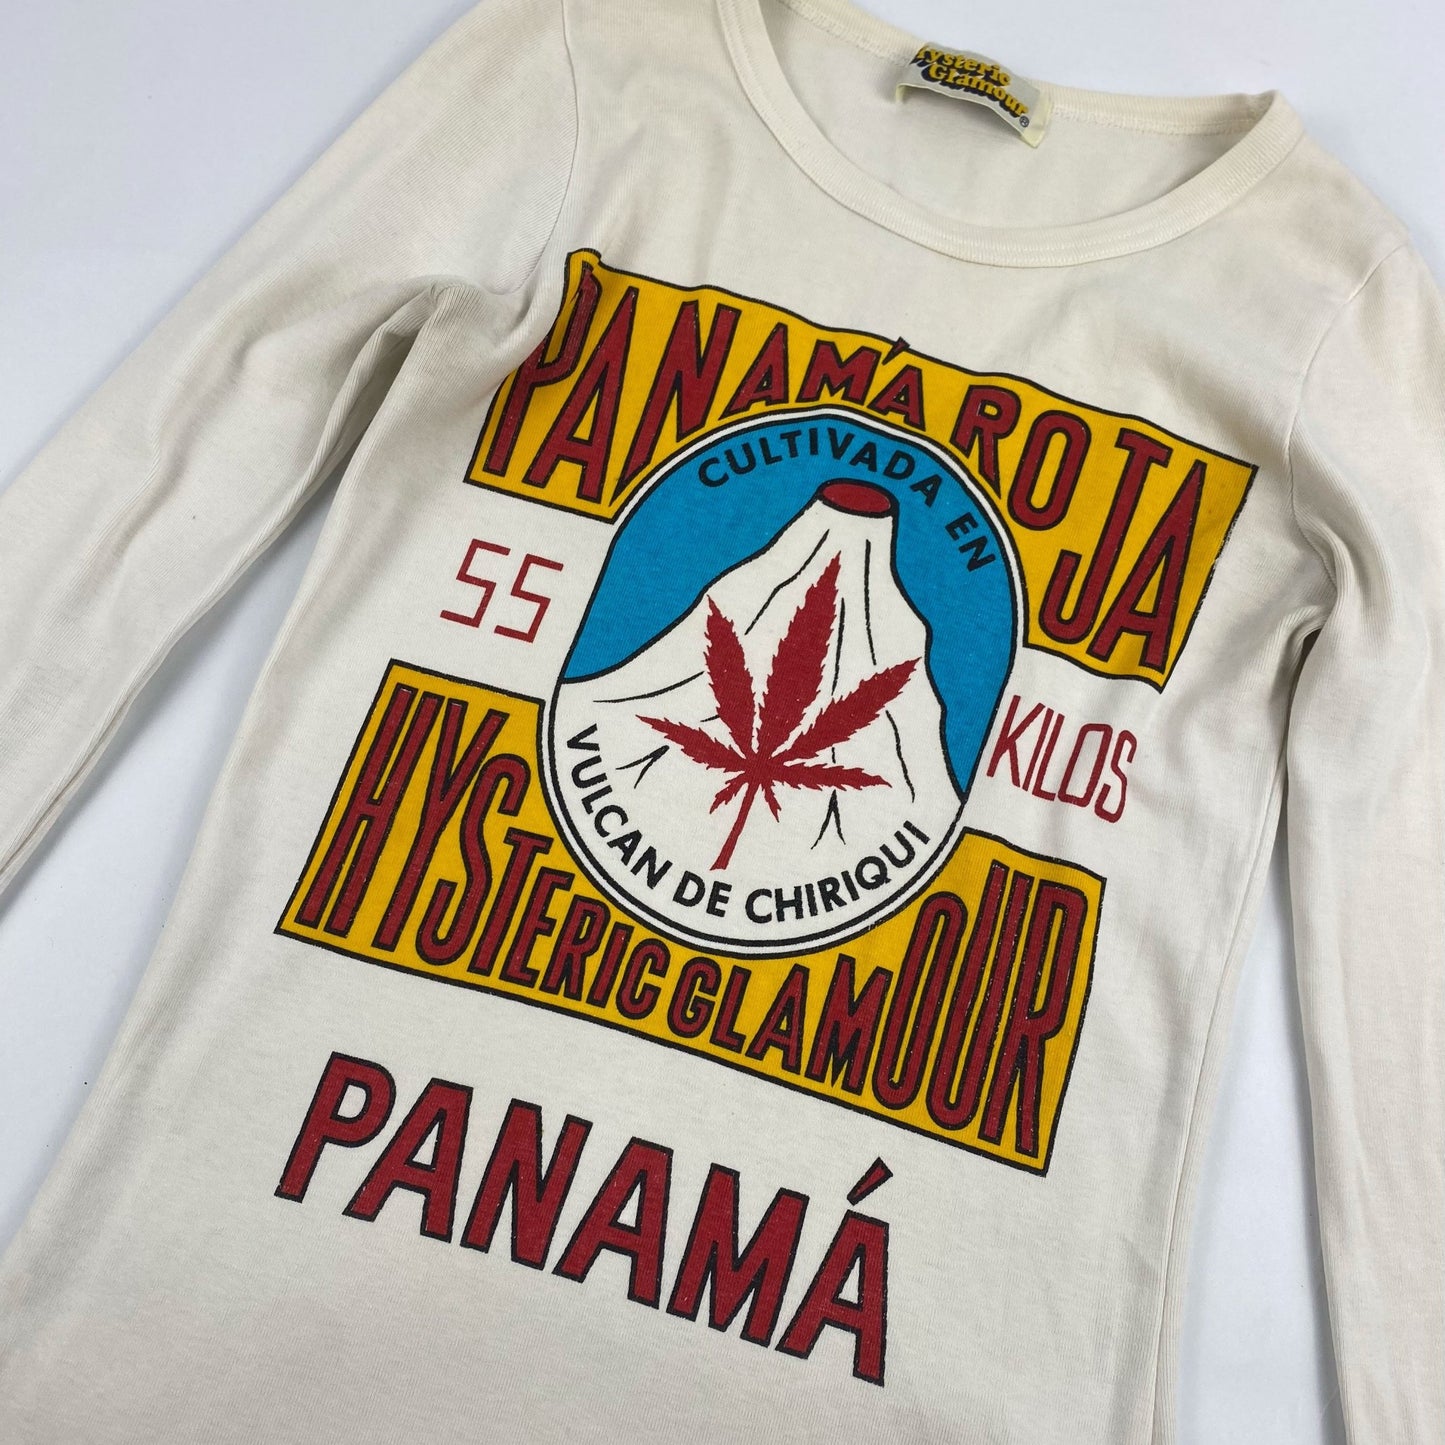 Hysteric
Glamour®
PANAMÁ ROJA
CULTIVADA EN
55
KILOS
VULCAN DE CHIRIQUI
HYSTERIC GLAMOUR
PANAMÁ